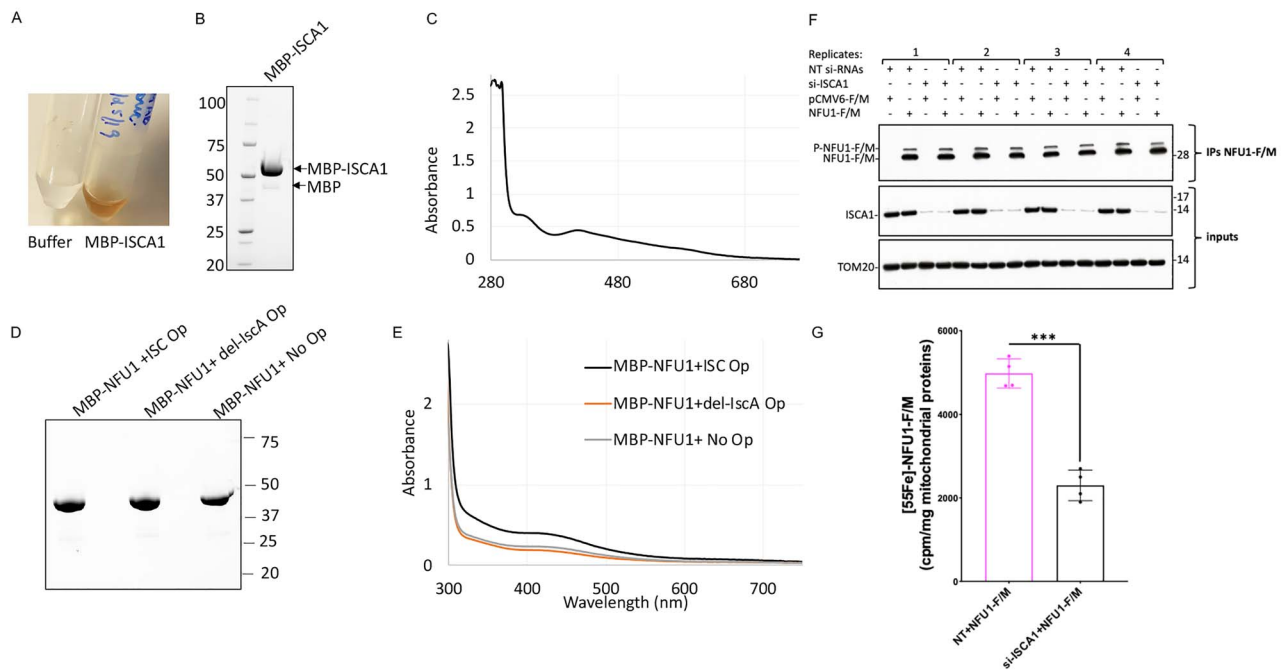 A
Buffer
MBP-ISCA1
B
MBP-ISCA1
100
75
50
37
25
20
MBP-ISCA1
MBP
C
Absorbance
2.5
2
1.5
1
0.5
0
280
480
680
F
Replicates:
1
2
3
4
NT si-RNAs + + - - + + - - + + - - + + - -
si-ISCA1 - - + + - - + + - - + + - - + +
pCMV6-F/M + - + - + - + - + - + - + - + -
NFU1-F/M - + - + - + - + - + - + - + - +
P-NFU1-F/M
NFU1-F/M
28
IPs NFU1-F/M
ISCA1
17
14
TOM20
14
inputs
D
MBP-NFU1 +ISC Op
MBP-NFU1+ del-IscA Op
MBP-NFU1+ No Op
75
50
37
25
20
E
Absorbance
2
1
0
300
400
500
600
700
Wavelength (nm)
MBP-NFU1+ISC Op
MBP-NFU1+del-IscA Op
MBP-NFU1+ No Op
G
[55Fe]-NFU1-F/M
(cpm/mg mitochondrial proteins)
6000
4000
2000
0
***
NT+NFU1-F/M
si-ISCA1+NFU1-F/M